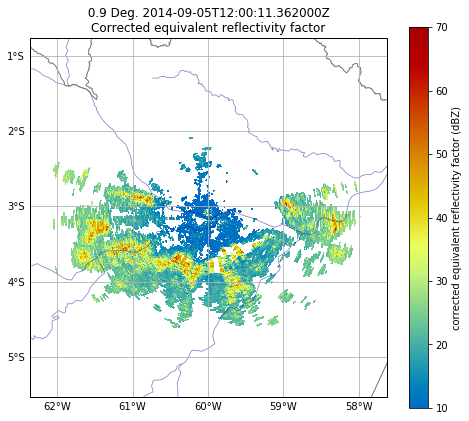 0.9 Deg. 2014-09-05T12:00:11.362000Z
Corrected equivalent reflectivity factor
1°S
2°S
3°S
4°S
5°S
62°W 61°W 60°W 59°W 58°W
70
60
50
40
30
20
10
corrected equivalent reflectivity factor (dBZ)